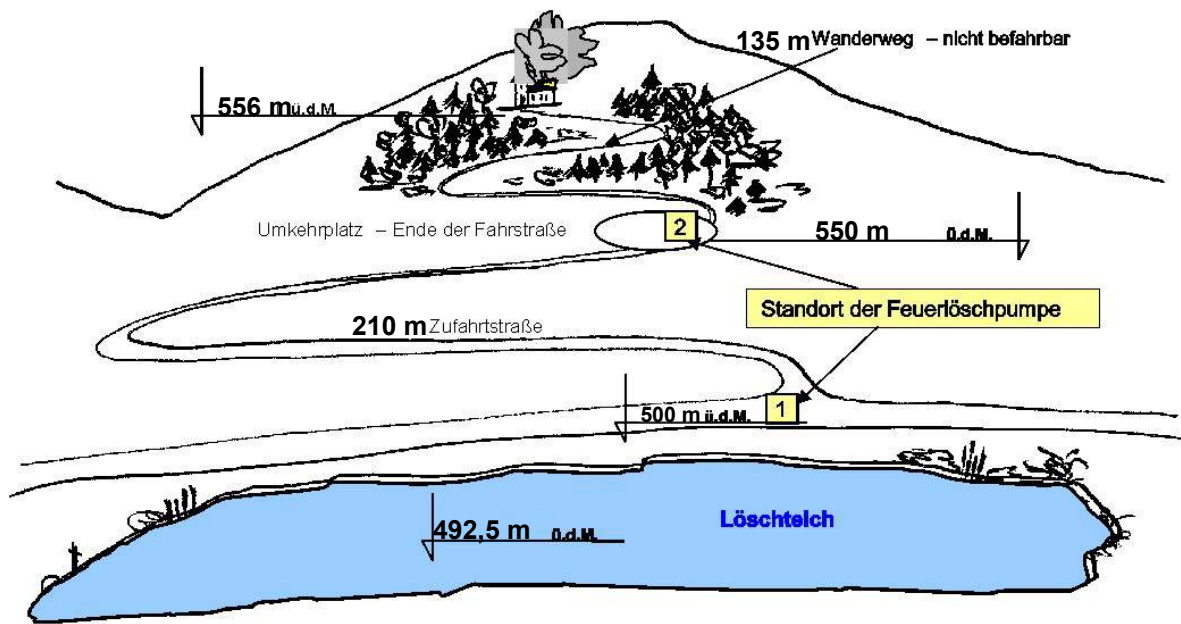 135 m Wanderweg – nicht befahrbar
556 m ü.d.M.
Umkehrplatz – Ende der Fahrstraße
2
550 m ü.d.M.
Standort der Feuerlöschpumpe
210 m Zufahrtstraße
1
500 m ü.d.M.
Löschteich
492,5 m ü.d.M.